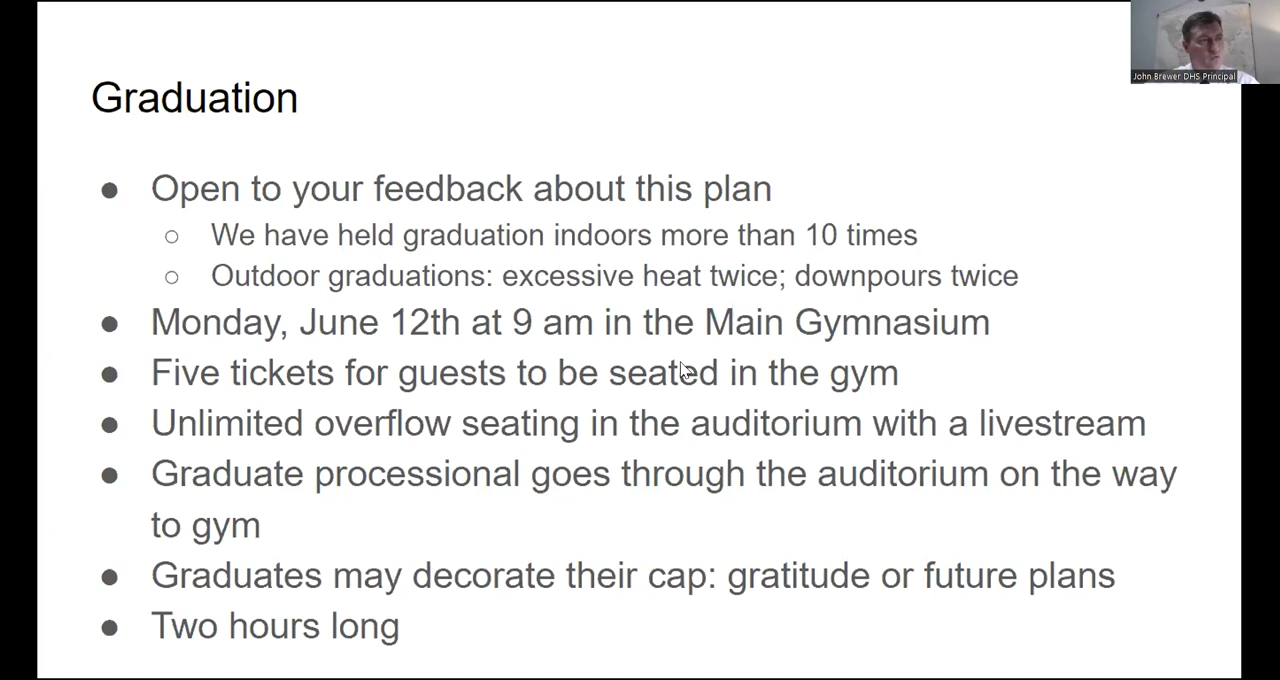 John Brewer DHS Principal
Graduation
● Open to your feedback about this plan
○ We have held graduation indoors more than 10 times
○ Outdoor graduations: excessive heat twice; downpours twice
● Monday, June 12th at 9 am in the Main Gymnasium
● Five tickets for guests to be seated in the gym
● Unlimited overflow seating in the auditorium with a livestream
● Graduate processional goes through the auditorium on the way
to gym
● Graduates may decorate their cap: gratitude or future plans
● Two hours long